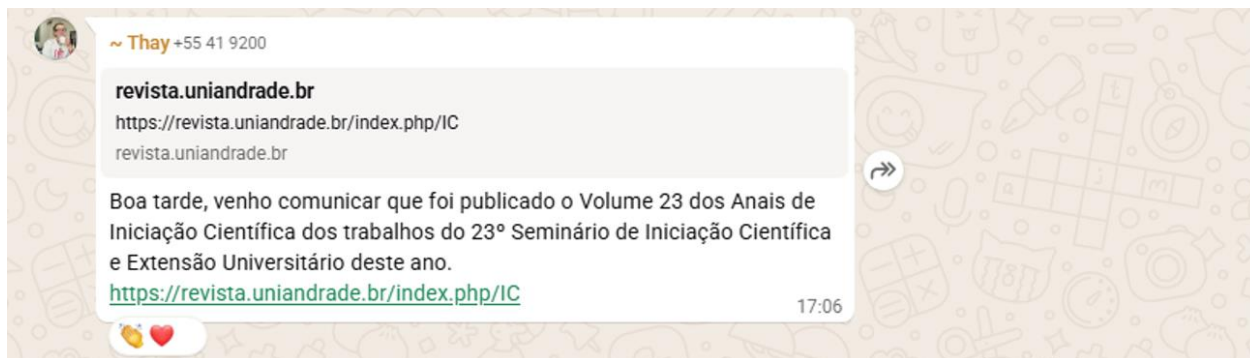 ~ Thay +55 41 9200
revista.uniandrade.br
https://revista.uniandrade.br/index.php/IC
revista.uniandrade.br
Boa tarde, venho comunicar que foi publicado o Volume 23 dos Anais de
Iniciação Científica dos trabalhos do 23º Seminário de Iniciação Científica
e Extensão Universitário deste ano.
https://revista.uniandrade.br/index.php/IC
17:06